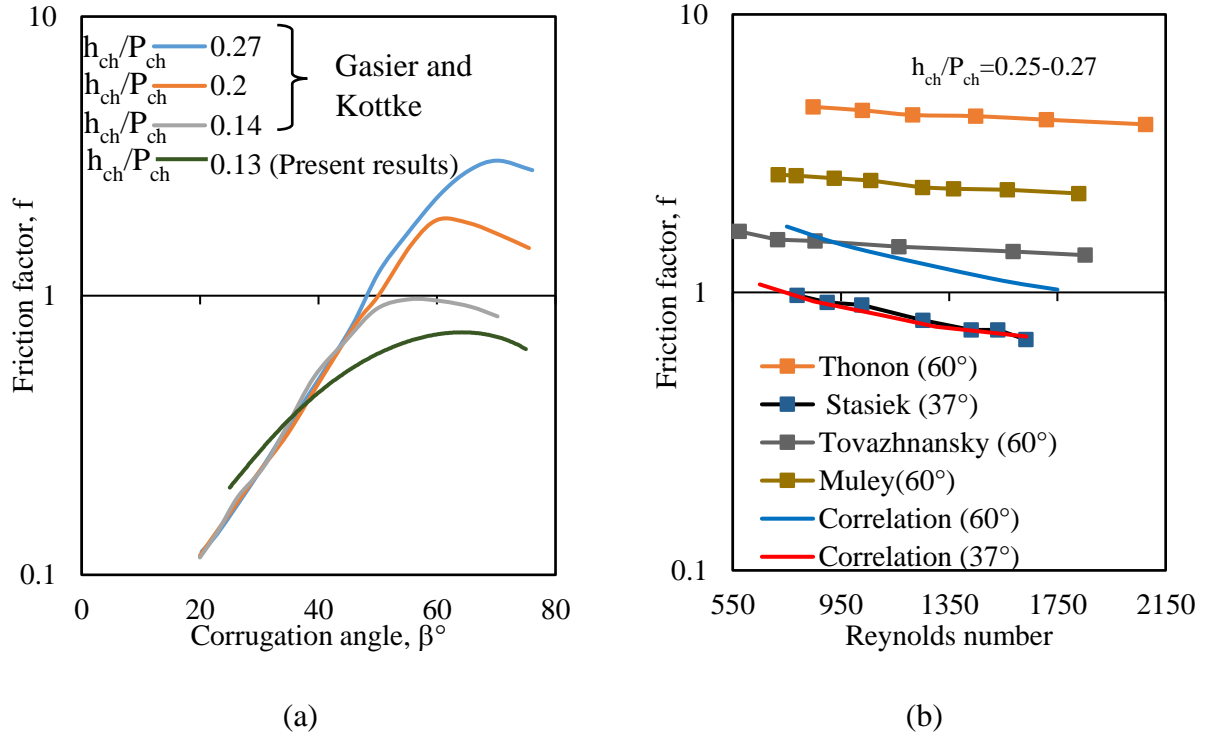 10
1
0.1
0
20
40
60
80
Friction factor, f
Corrugation angle, β°
h_ch/P_ch 0.27
h_ch/P_ch 0.2
h_ch/P_ch 0.14
h_ch/P_ch 0.13 (Present results)
Gasier and
Kottke
(a)
10
1
0.1
550
950
1350
1750
2150
Friction factor, f
Reynolds number
h_ch/P_ch=0.25-0.27
Thonon (60°)
Stasiek (37°)
Tovazhnansky (60°)
Muley(60°)
Correlation (60°)
Correlation (37°)
(b)